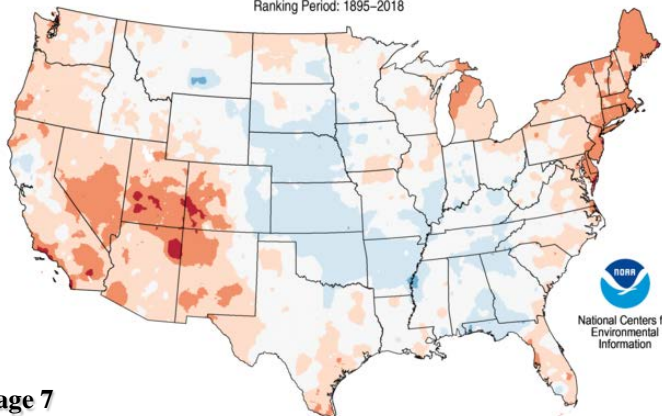 Ranking Period: 1895–2018
NOAA
National Centers f
Environmental
Information
age 7